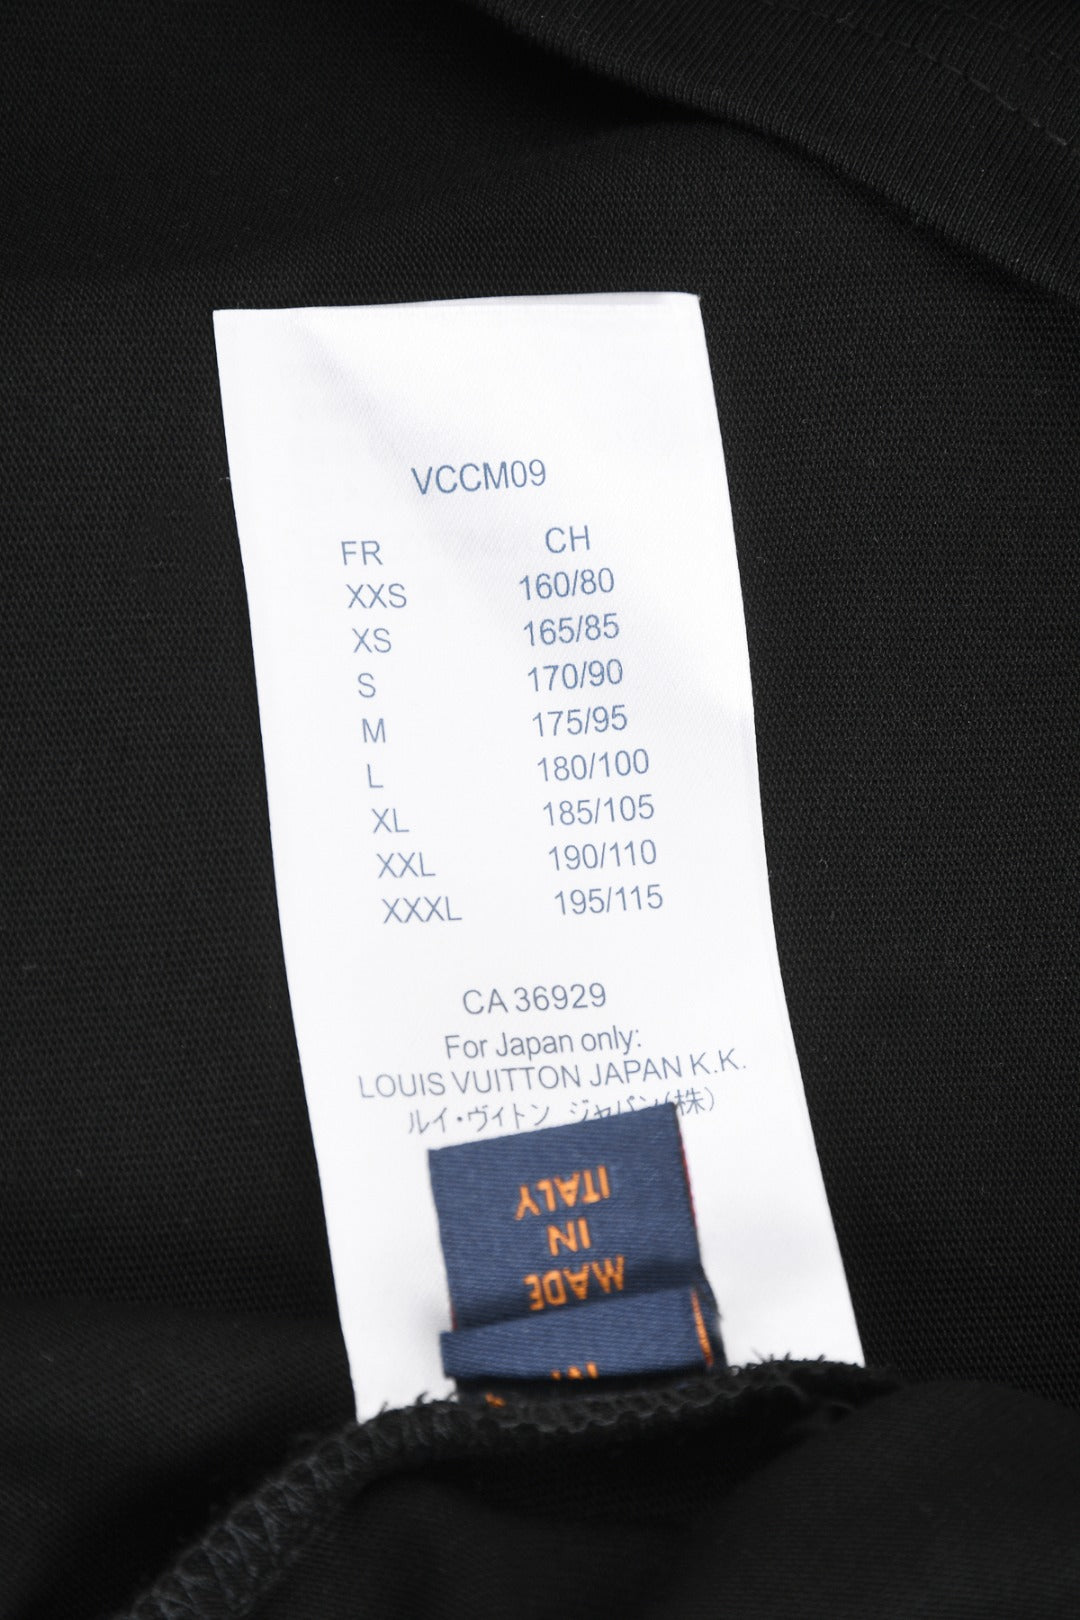 VCCM09
FR CH
XXS 160/80
XS 165/85
S 170/90
M 175/95
L 180/100
XL 185/105
XXL 190/110
XXXL 195/115
CA 36929
For Japan only:
LOUIS VUITTON JAPAN K.K.
ルイ・ヴィトン ジャパン(株)
MADE
IN
ITALY